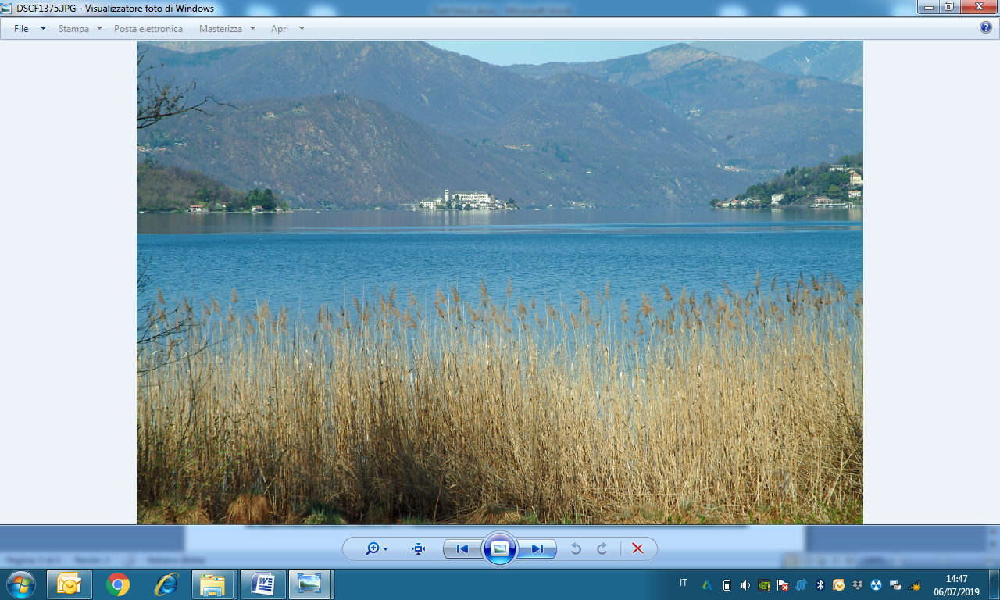 DSCF1375.JPG - Visualizzatore foto di Windows
File Stampa Posta elettronica Masterizza Apri
IT
14:47
06/07/2019